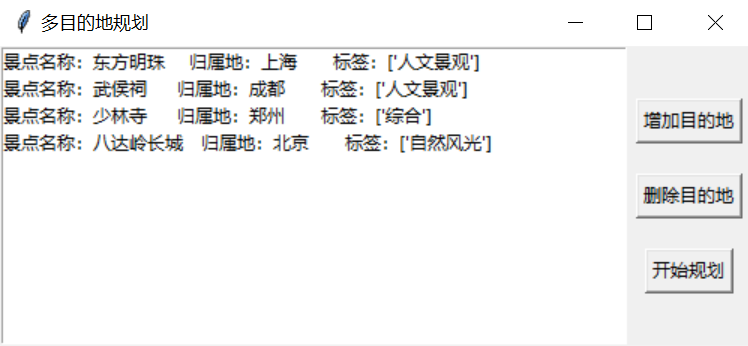 多目的地规划
景点名称：东方明珠 归属地：上海 标签：['人文景观']
景点名称：武侯祠 归属地：成都 标签：['人文景观']
景点名称：少林寺 归属地：郑州 标签：['综合']
景点名称：八达岭长城 归属地：北京 标签：['自然风光']
增加目的地
删除目的地
开始规划